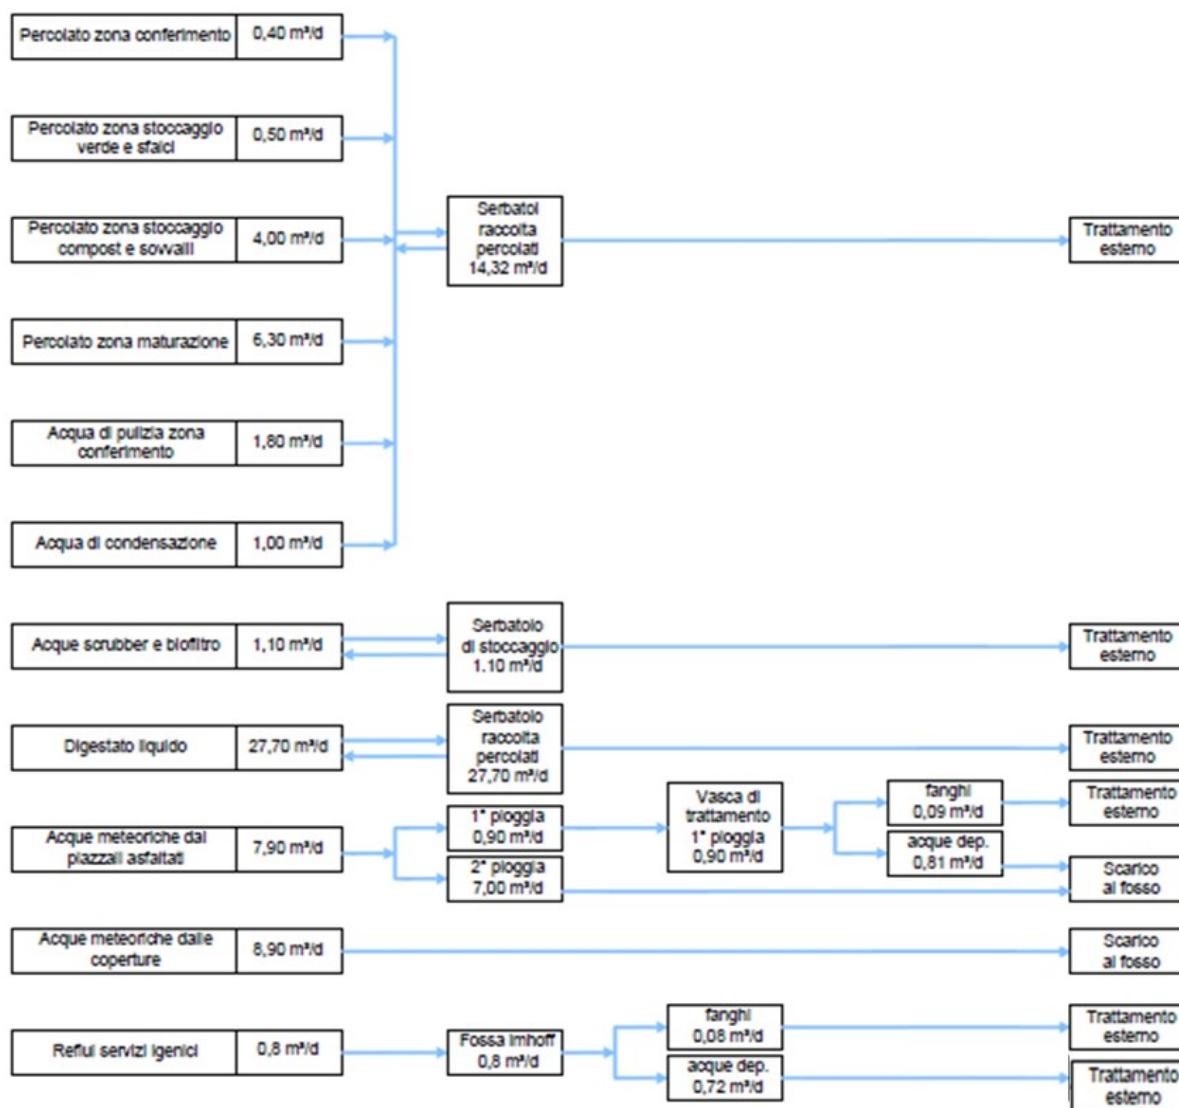 Percolato zona conferimento
0,40 m³/d
Percolato zona stoccaggio
verde e sfalci
0,50 m³/d
Percolato zona stoccaggio
compost e sovvalli
4,00 m³/d
Serbatoi
raccolta
percolati
14,32 m³/d
Trattamento
esterno
Percolato zona maturazione
6,30 m³/d
Acqua di pulizia zona
conferimento
1,80 m³/d
Acqua di condensazione
1,00 m³/d
Acque scrubber e biofiltro
1,10 m³/d
Serbatoio
di stoccaggio
1.10 m³/d
Trattamento
esterno
Digestato liquido
27,70 m³/d
Serbatoio
raccolta
percolati
27,70 m³/d
Trattamento
esterno
Acque meteoriche dai
piazzali asfaltati
7,90 m³/d
1° pioggia
0,90 m³/d
2° pioggia
7,00 m³/d
Vasca di
trattamento
1° pioggia
0,90 m³/d
fanghi
0,09 m³/d
acque dep.
0,81 m³/d
Trattamento
esterno
Scarico
al fosso
Acque meteoriche dalle
coperture
8,90 m³/d
Scarico
al fosso
Reflui servizi igenici
0,8 m³/d
Fossa Imhoff
0,8 m³/d
fanghi
0,08 m³/d
acque dep.
0,72 m³/d
Trattamento
esterno
Trattamento
esterno